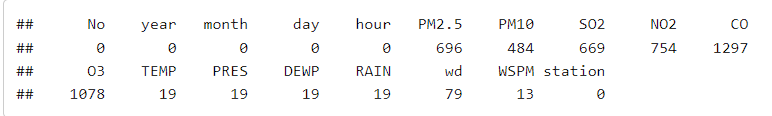 ## No year month day hour PM2.5 PM10 SO2 NO2 CO
## 0 0 0 0 0 696 484 669 754 1297
## O3 TEMP PRES DEWP RAIN wd WSPM station
## 1078 19 19 19 19 79 13 0